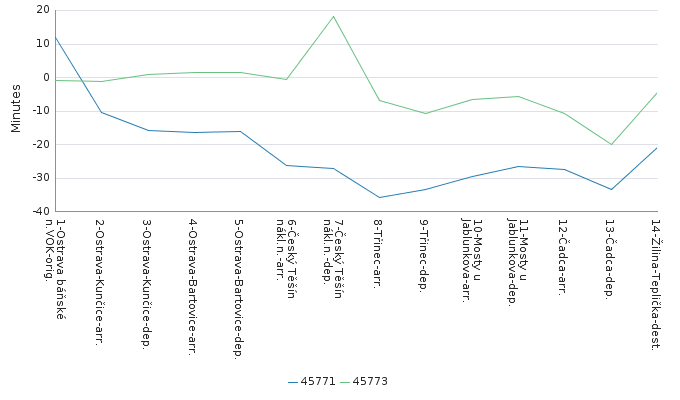 20
10
0
-10
-20
-30
-40
Minutes
1-Ostrava báňské
n.VOK-orig.
2-Ostrava-Kunčice-arr.
3-Ostrava-Kunčice-dep.
4-Ostrava-Bartovice-arr.
5-Ostrava-Bartovice-dep.
6-Český Těšín
nákl.n.-arr.
7-Český Těšín
nákl.n.-dep.
8-Třinec-arr.
9-Třinec-dep.
10-Mosty u
Jablunkova-arr.
11-Mosty u
Jablunkova-dep.
12-Čadca-arr.
13-Čadca-dep.
14-Žilina-Teplička-dest.
45771
45773